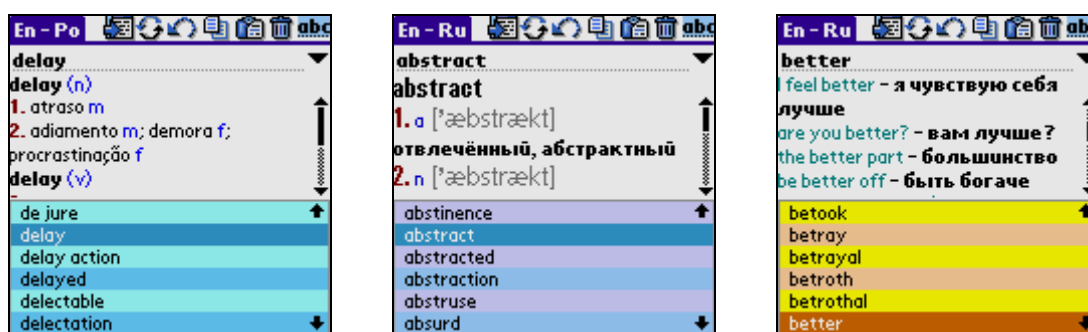 En - Po abc
delay
delay (n)
1. atraso m
2. adiamento m; demora f;
procrastinação f
delay (v)
de jure
delay
delay action
delayed
delectable
delectation
En - Ru abc
abstract
abstract
1. a ['æbstrækt]
отвлечённый, абстрактный
2. n ['æbstrækt]
abstinence
abstract
abstracted
abstraction
abstruse
absurd
En - Ru ab
better
I feel better – я чувствую себя
лучше
are you better? – вам лучше?
the better part – большинство
be better off – быть богаче
betook
betray
betrayal
betroth
betrothal
better